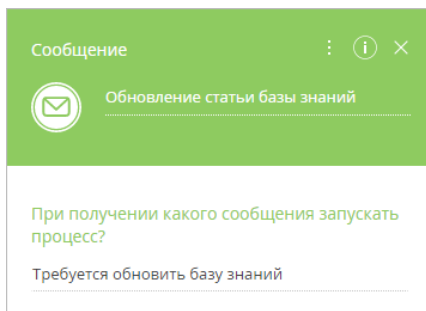 Сообщение
Обновление статьи базы знаний
При получении какого сообщения запускать
процесс?
Требуется обновить базу знаний